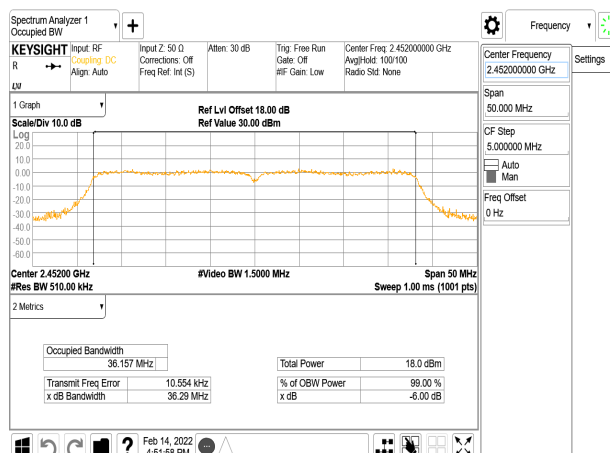 Spectrum Analyzer 1
Occupied BW
Frequency
KEYSIGHT
R
Input: RF
Coupling: DC
Align: Auto
Input Z: 50 Ω
Corrections: Off
Freq Ref: Int (S)
Atten: 30 dB
Trig: Free Run
Gate: Off
#IF Gain: Low
Center Freq: 2.452000000 GHz
Avg|Hold: 100/100
Radio Std: None
Center Frequency
2.452000000 GHz
Settings
Span
50.000 MHz
CF Step
5.000000 MHz
Auto
Man
Freq Offset
0 Hz
1 Graph
Ref Lvl Offset 18.00 dB
Scale/Div 10.0 dB
Ref Value 30.00 dBm
Log
20.0
10.0
0.00
-10.0
-20.0
-30.0
-40.0
-50.0
-60.0
Center 2.45200 GHz
#Video BW 1.5000 MHz
Span 50 MHz
#Res BW 510.00 kHz
Sweep 1.00 ms (1001 pts)
2 Metrics
Occupied Bandwidth
36.157 MHz
Total Power 18.0 dBm
Transmit Freq Error 10.554 kHz
% of OBW Power 99.00 %
x dB Bandwidth 36.29 MHz
x dB -6.00 dB
?
Feb 14, 2022
4:51:58 PM